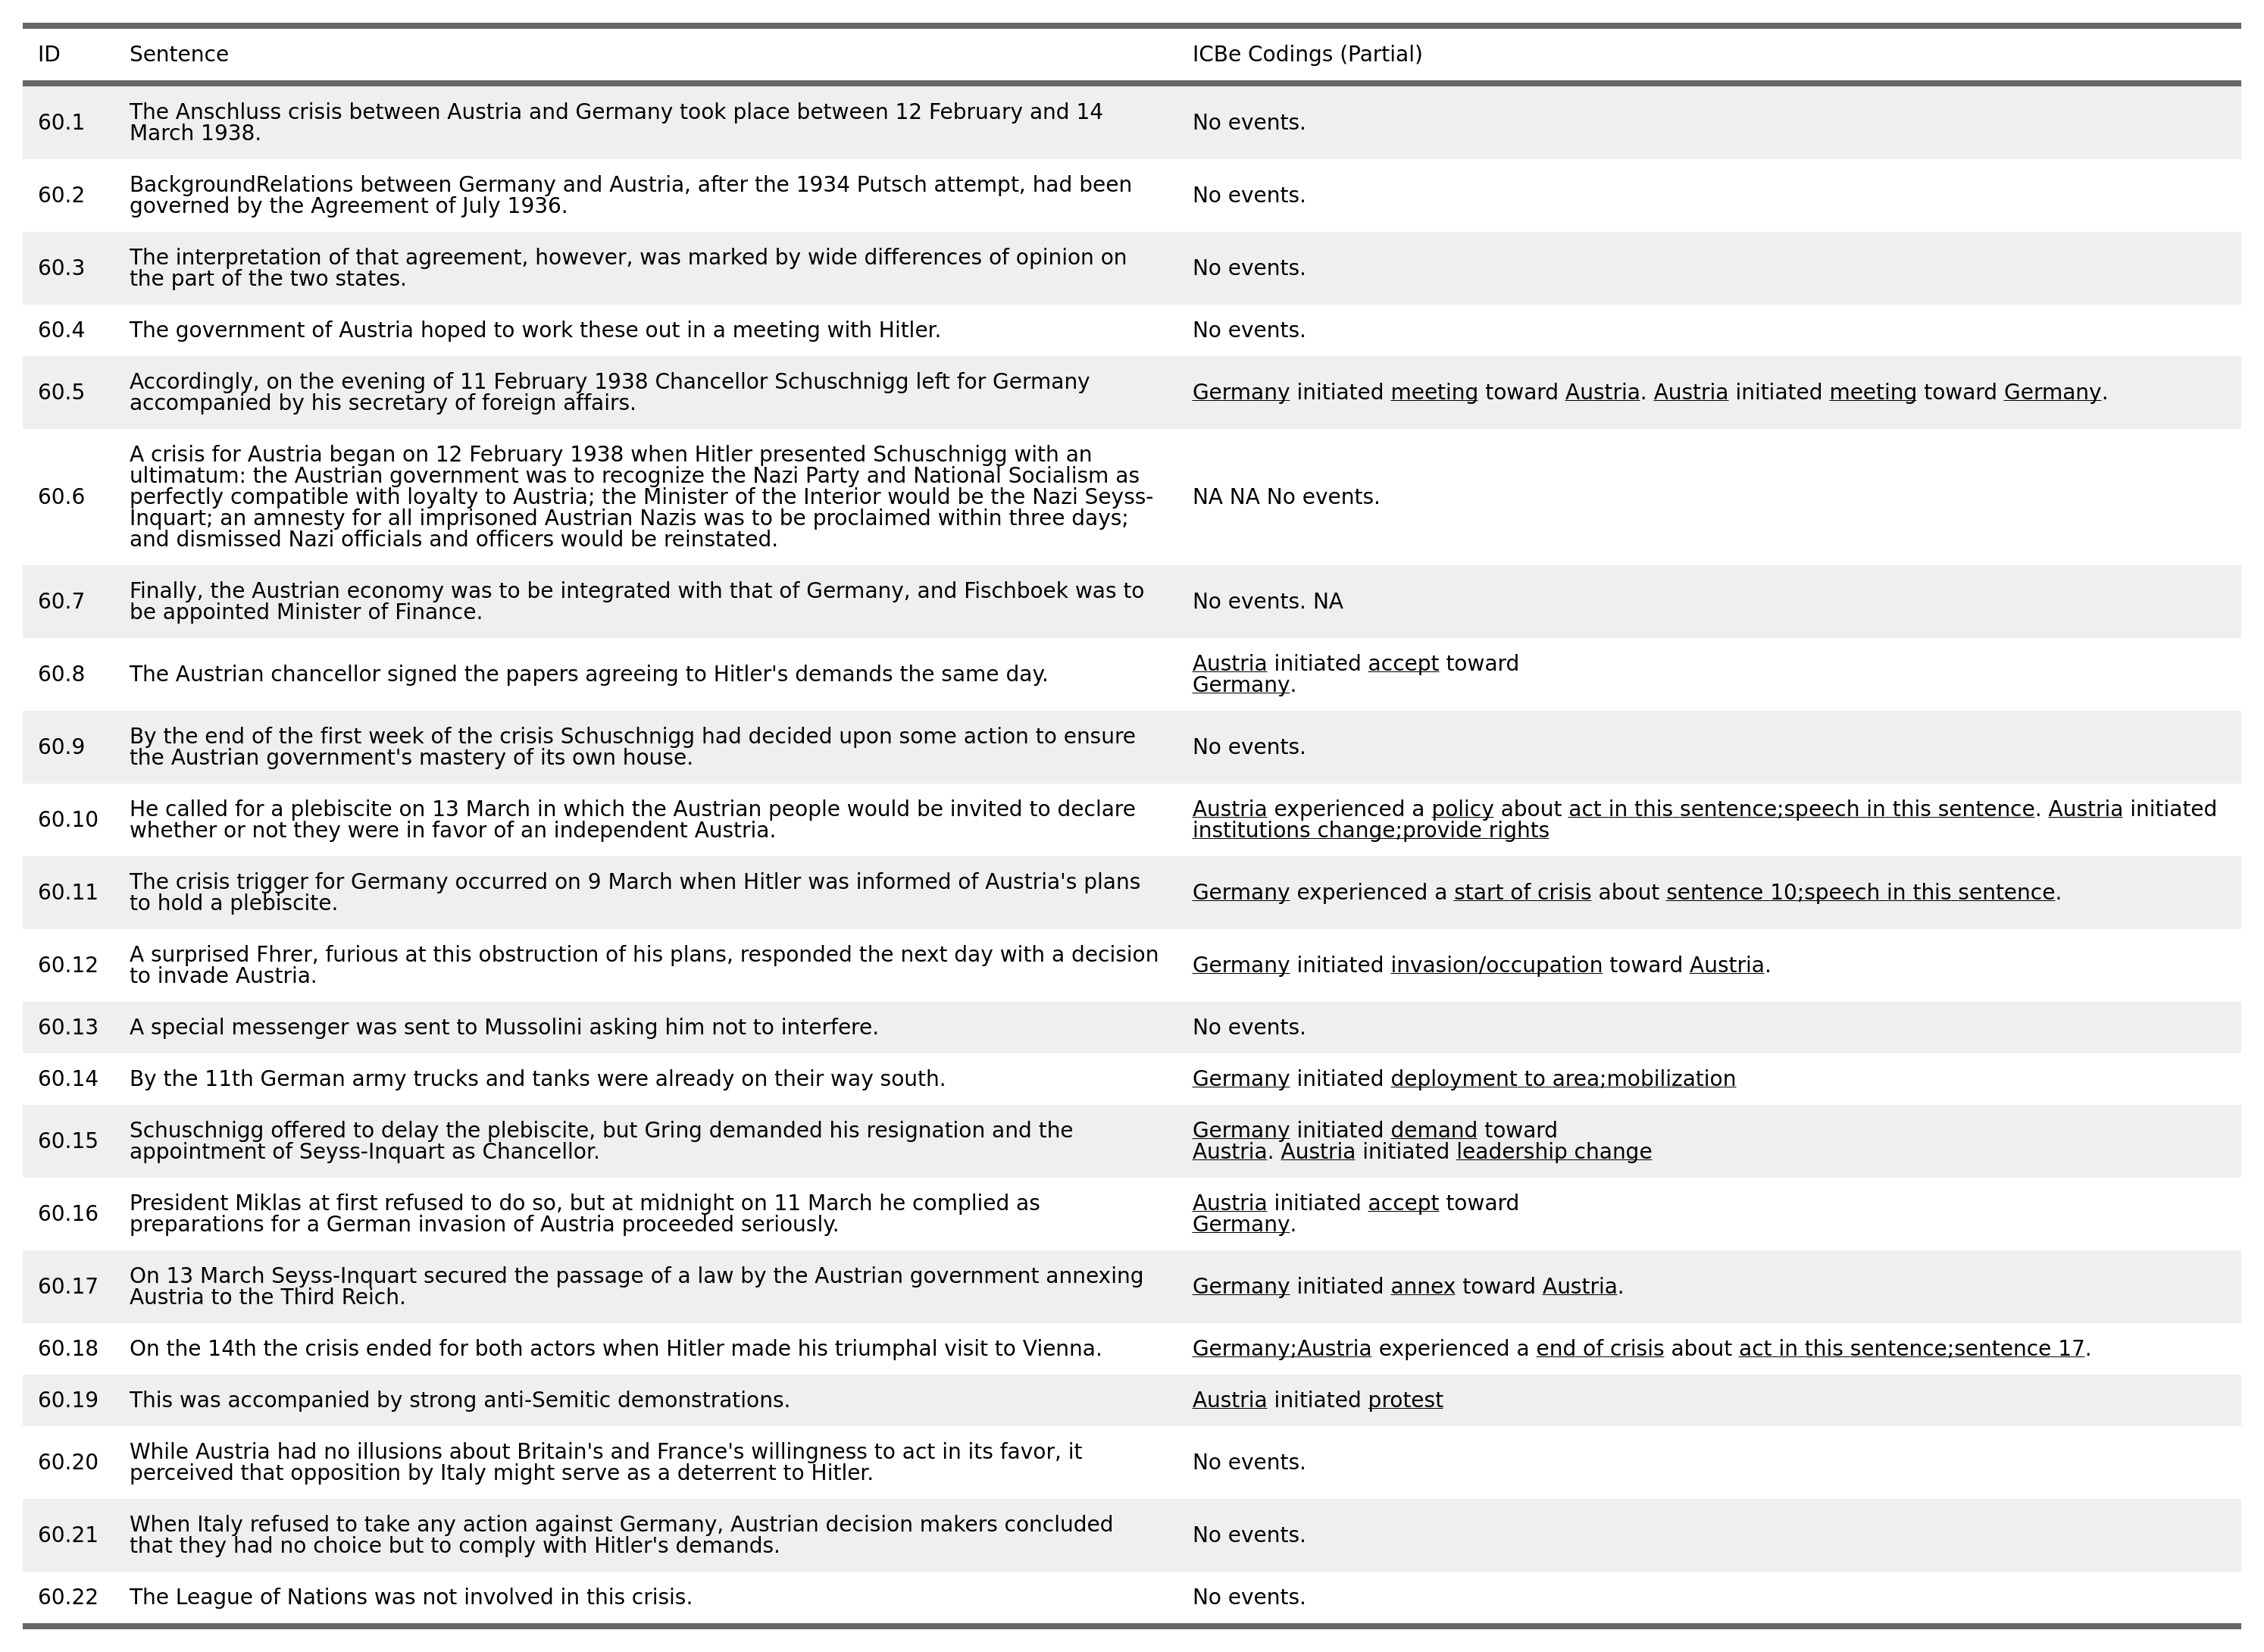 ID Sentence ICBe Codings (Partial)
60.1 The Anschluss crisis between Austria and Germany took place between 12 February and 14
March 1938.
No events.
60.2 BackgroundRelations between Germany and Austria, after the 1934 Putsch attempt, had been
governed by the Agreement of July 1936.
No events.
60.3 The interpretation of that agreement, however, was marked by wide differences of opinion on
the part of the two states.
No events.
60.4 The government of Austria hoped to work these out in a meeting with Hitler. No events.
60.5 Accordingly, on the evening of 11 February 1938 Chancellor Schuschnigg left for Germany
accompanied by his secretary of foreign affairs.
Germany initiated meeting toward Austria. Austria initiated meeting toward Germany.
60.6 A crisis for Austria began on 12 February 1938 when Hitler presented Schuschnigg with an
ultimatum: the Austrian government was to recognize the Nazi Party and National Socialism as
perfectly compatible with loyalty to Austria; the Minister of the Interior would be the Nazi Seyss-
Inquart; an amnesty for all imprisoned Austrian Nazis was to be proclaimed within three days;
and dismissed Nazi officials and officers would be reinstated.
NA NA No events.
60.7 Finally, the Austrian economy was to be integrated with that of Germany, and Fischboek was to
be appointed Minister of Finance.
No events. NA
60.8 The Austrian chancellor signed the papers agreeing to Hitler's demands the same day.
Austria initiated accept toward
Germany.
60.9 By the end of the first week of the crisis Schuschnigg had decided upon some action to ensure
the Austrian government's mastery of its own house.
No events.
60.10 He called for a plebiscite on 13 March in which the Austrian people would be invited to declare
whether or not they were in favor of an independent Austria.
Austria experienced a policy about act in this sentence;speech in this sentence. Austria initiated
institutions change;provide rights
60.11 The crisis trigger for Germany occurred on 9 March when Hitler was informed of Austria's plans
to hold a plebiscite.
Germany experienced a start of crisis about sentence 10;speech in this sentence.
60.12 A surprised Fhrer, furious at this obstruction of his plans, responded the next day with a decision
to invade Austria.
Germany initiated invasion/occupation toward Austria.
60.13 A special messenger was sent to Mussolini asking him not to interfere. No events.
60.14 By the 11th German army trucks and tanks were already on their way south. Germany initiated deployment to area;mobilization
60.15 Schuschnigg offered to delay the plebiscite, but Gring demanded his resignation and the
appointment of Seyss-Inquart as Chancellor.
Germany initiated demand toward
Austria. Austria initiated leadership change
60.16 President Miklas at first refused to do so, but at midnight on 11 March he complied as
preparations for a German invasion of Austria proceeded seriously.
Austria initiated accept toward
Germany.
60.17 On 13 March Seyss-Inquart secured the passage of a law by the Austrian government annexing
Austria to the Third Reich.
Germany initiated annex toward Austria.
60.18 On the 14th the crisis ended for both actors when Hitler made his triumphal visit to Vienna. Germany;Austria experienced a end of crisis about act in this sentence;sentence 17.
60.19 This was accompanied by strong anti-Semitic demonstrations. Austria initiated protest
60.20 While Austria had no illusions about Britain's and France's willingness to act in its favor, it
perceived that opposition by Italy might serve as a deterrent to Hitler.
No events.
60.21 When Italy refused to take any action against Germany, Austrian decision makers concluded
that they had no choice but to comply with Hitler's demands.
No events.
60.22 The League of Nations was not involved in this crisis. No events.